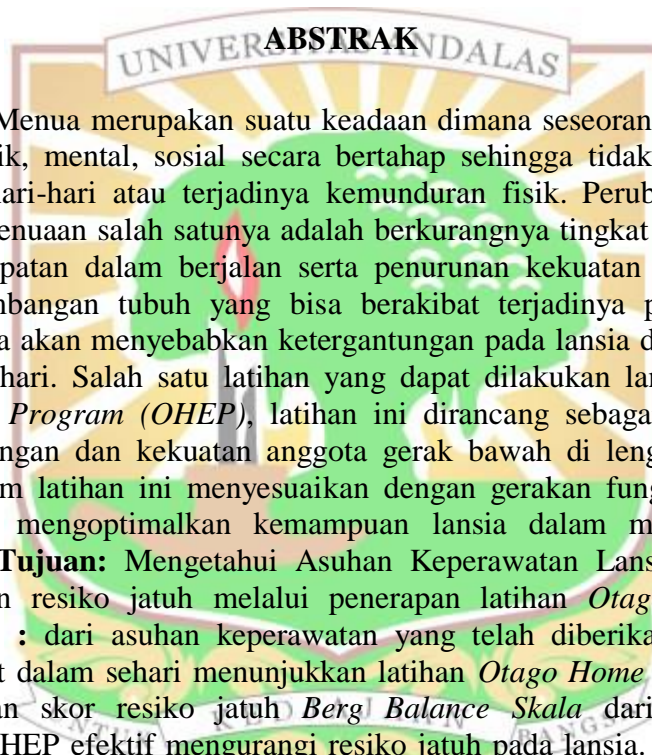 ABSTRAK
UNIVERSITAS ANDALAS
Menua merupakan suatu keadaan dimana seseoran
ik, mental, sosial secara bertahap sehingga tidak
ari-hari atau terjadinya kemunduran fisik. Perub
enuaan salah satunya adalah berkurangnya tingkat
patan dalam berjalan serta penurunan kekuatan
mbangan tubuh yang bisa berakibat terjadinya p
a akan menyebabkan ketergantungan pada lansia d
hari. Salah satu latihan yang dapat dilakukan lan
Program (OHEP), latihan ini dirancang sebaga
ngan dan kekuatan anggota gerak bawah di leng
m latihan ini menyesuaikan dengan gerakan fung
mengoptimalkan kemampuan lansia dalam m
Tujuan: Mengetahui Asuhan Keperawatan Lans
n resiko jatuh melalui penerapan latihan Otag
: dari asuhan keperawatan yang telah diberika
t dalam sehari menunjukkan latihan Otago Home
an skor resiko jatuh Berg Balance Skala dari
HEP efektif mengurangi resiko jatuh pada lansia.